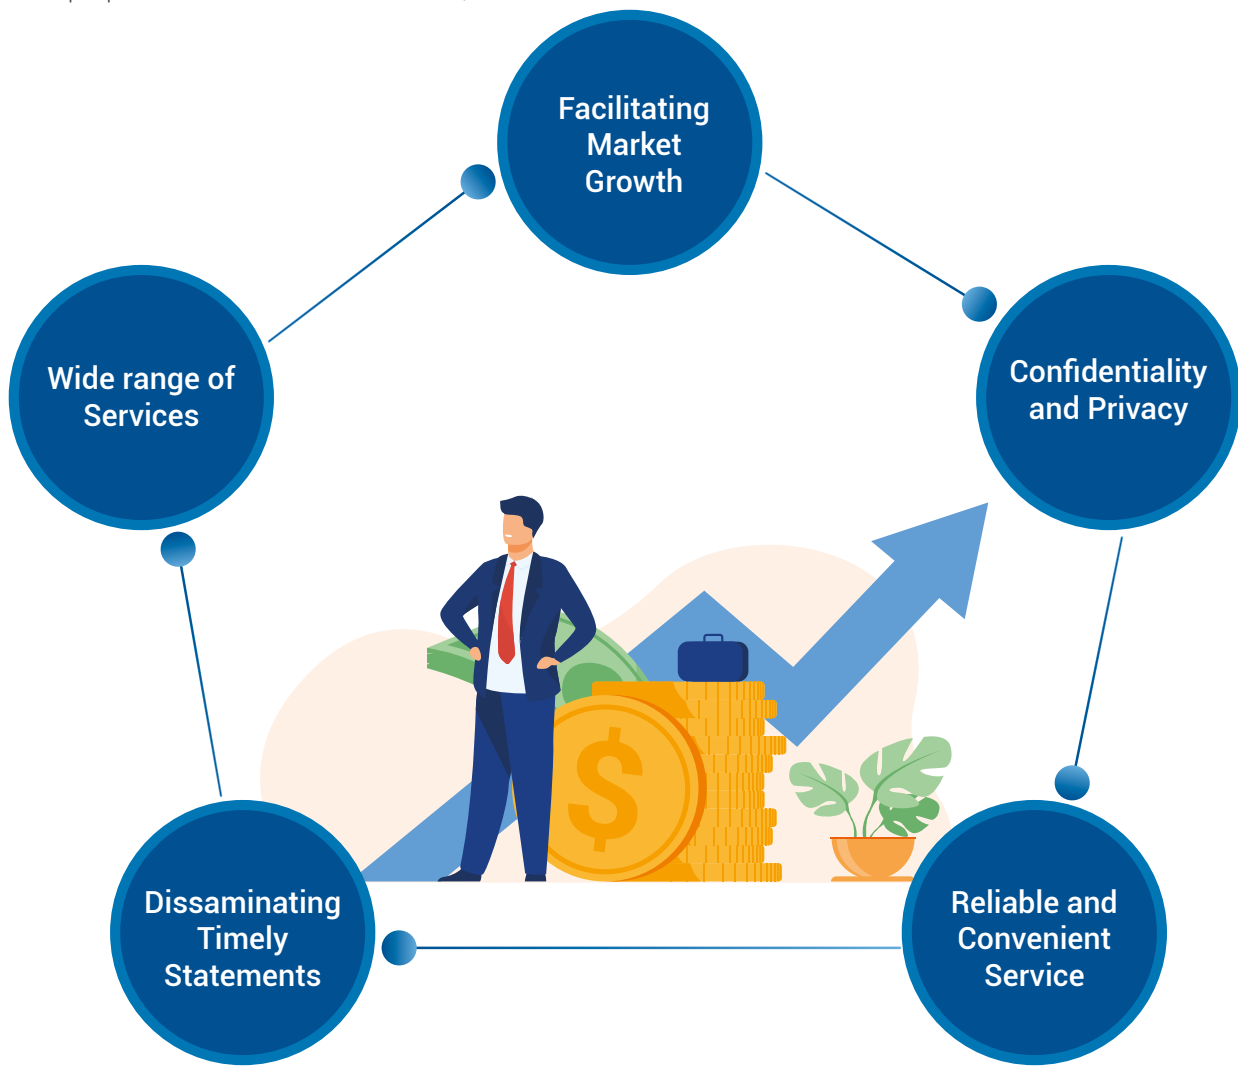 Facilitating
Market
Growth
Wide range of
Services
Confidentiality
and Privacy
Dissaminating
Timely
Statements
Reliable and
Convenient
Service
$